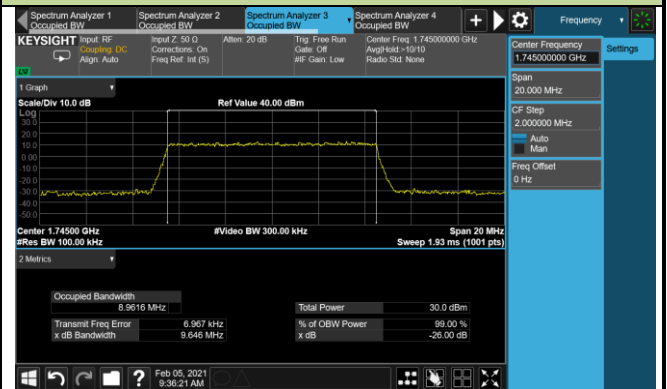 Spectrum Analyzer 1
Occupied BW
Spectrum Analyzer 2
Occupied BW
Spectrum Analyzer 3
Occupied BW
Spectrum Analyzer 4
Occupied BW
Frequency
KEYSIGHT
Input: RF
Coupling: DC
Align: Auto
Input Z: 50 Ω
Corrections: On
Freq Ref: Int (S)
Atten: 20 dB
Trig: Free Run
Gate: Off
#IF Gain: Low
Center Freq: 1.745000000 GHz
Avg|Hold:>10/10
Radio Std: None
1 Graph
Scale/Div 10.0 dB
Ref Value 40.00 dBm
Log
30.0
20.0
10.0
0.00
-10.0
-20.0
-30.0
-40.0
-50.0
Center 1.74500 GHz
#Video BW 300.00 kHz
Span 20 MHz
#Res BW 100.00 kHz
Sweep 1.93 ms (1001 pts)
2 Metrics
Occupied Bandwidth
8.9616 MHz
Total Power
30.0 dBm
Transmit Freq Error
6.967 kHz
% of OBW Power
99.00 %
x dB Bandwidth
9.646 MHz
x dB
-26.00 dB
Center Frequency
1.745000000 GHz
Settings
Span
20.000 MHz
CF Step
2.000000 MHz
Auto
Man
Freq Offset
0 Hz
?
Feb 05, 2021
9:36:21 AM